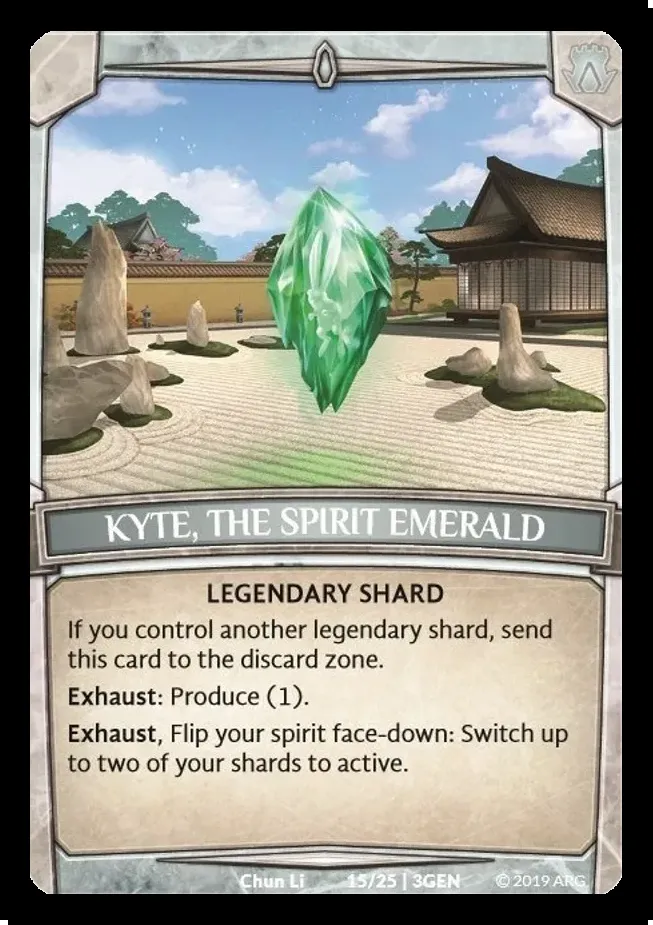 KYTE, THE SPIRIT EMERALD
LEGENDARY SHARD
If you control another legendary shard, send
this card to the discard zone.
Exhaust: Produce (1).
Exhaust, Flip your spirit face-down: Switch up
to two of your shards to active.
Chun Li 15/25 | 3GEN © 2019 ARG